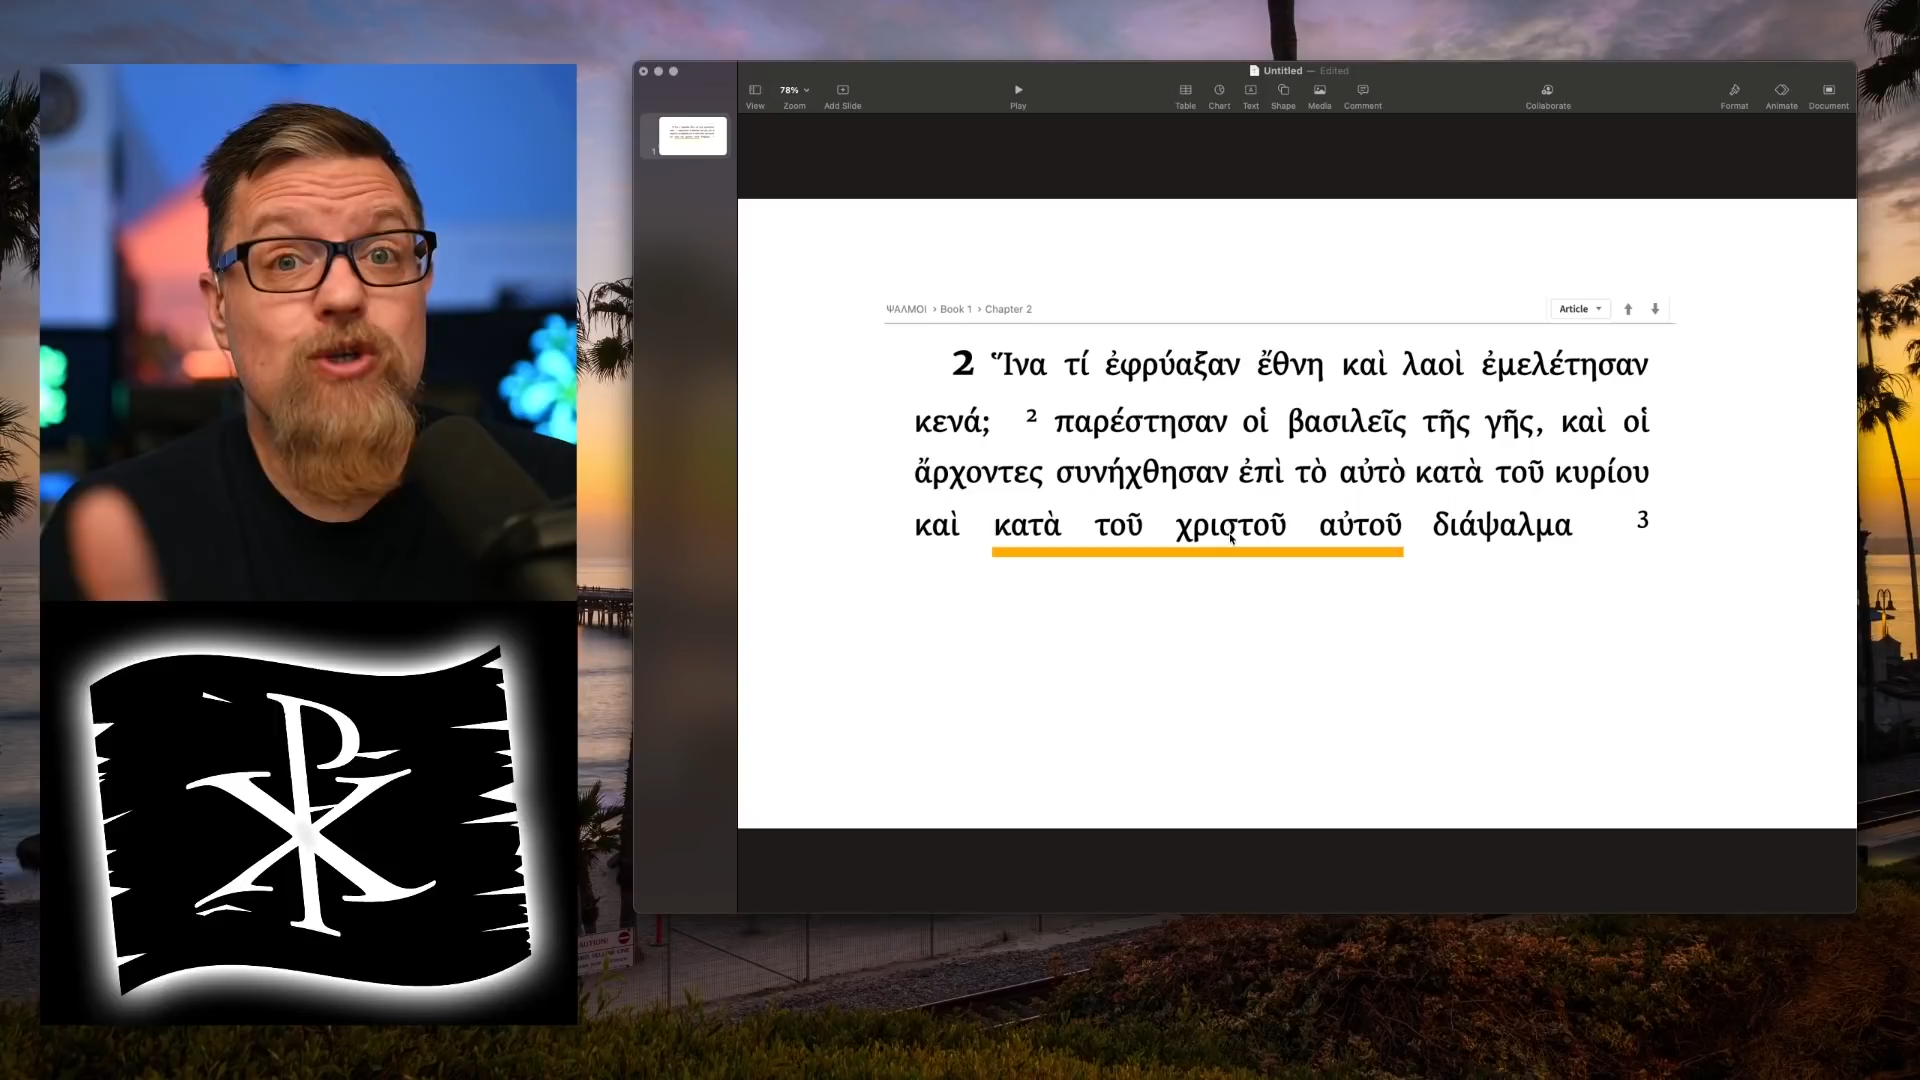 Untitled — Edited
View
78%
Zoom
Add Slide
Play
Table
Chart
Text
Shape
Media
Comment
Collaborate
Format
Animate
Document
1
ΨΑΛΜΟΙ › Book 1 › Chapter 2
Article
2 Ἵνα τί ἐφρύαξαν ἔθνη καὶ λαοὶ ἐμελέτησαν
κενά; 2 παρέστησαν οἱ βασιλεῖς τῆς γῆς, καὶ οἱ
ἄρχοντες συνήχθησαν ἐπὶ τὸ αὐτὸ κατὰ τοῦ κυρίου
καὶ κατὰ τοῦ χριστοῦ αὐτοῦ διάψαλμα 3